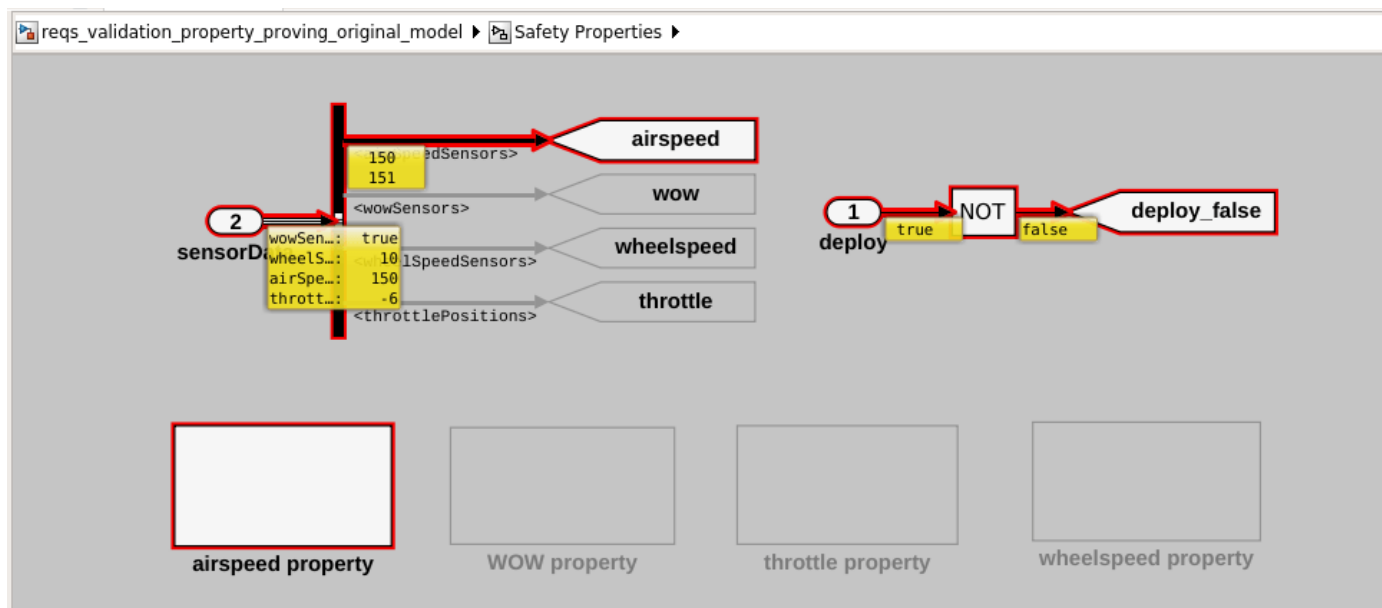 reqs_validation_property_proving_original_model ▶ Safety Properties ▶
airspeed
150
151
wow
<wowSensors>
2
sensorDa
wowSen…: true
wheelS…: 10
airSpe…: 150
thrott…: -6
wheelspeed
lSpeedSensors>
throttle
<throttlePositions>
1
deploy
true
NOT
false
deploy_false
airspeed property
WOW property
throttle property
wheelspeed property